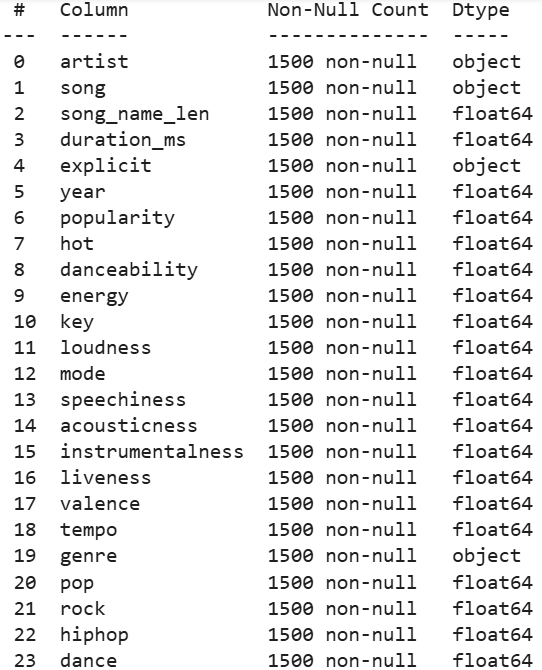 #   Column            Non-Null Count  Dtype
---  ------            --------------  -----
0   artist            1500 non-null   object
1   song              1500 non-null   object
2   song_name_len     1500 non-null   float64
3   duration_ms       1500 non-null   float64
4   explicit          1500 non-null   object
5   year              1500 non-null   float64
6   popularity        1500 non-null   float64
7   hot               1500 non-null   float64
8   danceability      1500 non-null   float64
9   energy            1500 non-null   float64
10  key               1500 non-null   float64
11  loudness          1500 non-null   float64
12  mode              1500 non-null   float64
13  speechiness       1500 non-null   float64
14  acousticness      1500 non-null   float64
15  instrumentalness  1500 non-null   float64
16  liveness          1500 non-null   float64
17  valence           1500 non-null   float64
18  tempo             1500 non-null   float64
19  genre             1500 non-null   object
20  pop               1500 non-null   float64
21  rock              1500 non-null   float64
22  hiphop            1500 non-null   float64
23  dance             1500 non-null   float64